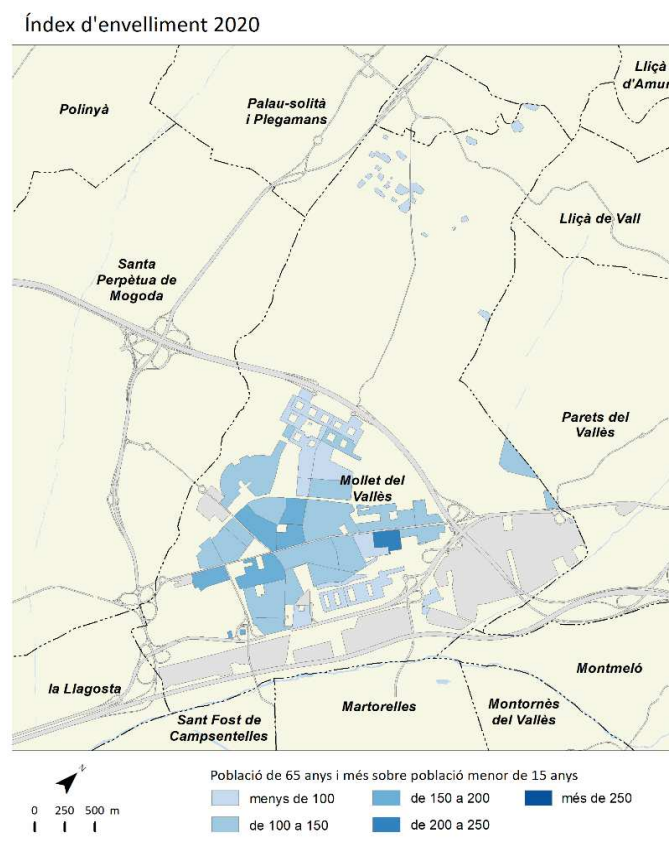 Índex d'envelliment 2020
Lliçà
d'Amun
Polinyà
Palau-solità
i Plegamans
Lliçà de Vall
Santa
Perpètua de
Mogoda
Parets del
Vallès
Mollet del
Vallès
Montmeló
la Llagosta
Martorelles
Montornès
del Vallès
Sant Fost de
Campsentelles
N
Població de 65 anys i més sobre població menor de 15 anys
menys de 100
de 150 a 200
més de 250
0 250 500 m
de 100 a 150
de 200 a 250